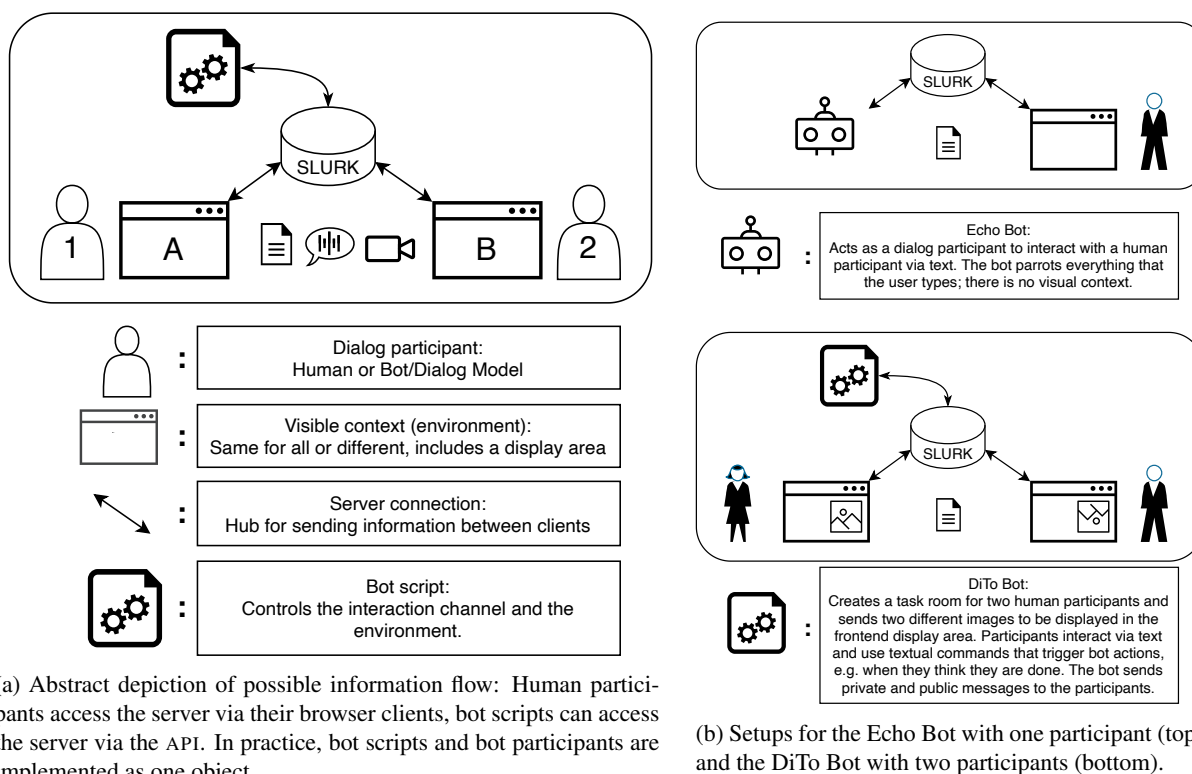 SLURK
1
A
B
2
:
Dialog participant:
Human or Bot/Dialog Model
:
Visible context (environment):
Same for all or different, includes a display area
:
Server connection:
Hub for sending information between clients
:
Bot script:
Controls the interaction channel and the
environment.
a) Abstract depiction of possible information flow: Human partici-
pants access the server via their browser clients, bot scripts can access
he server via the API. In practice, bot scripts and bot participants are
mplemented as one object
SLURK
:
Echo Bot:
Acts as a dialog participant to interact with a human
participant via text. The bot parrots everything that
the user types; there is no visual context.
SLURK
:
DiTo Bot:
Creates a task room for two human participants and
sends two different images to be displayed in the
frontend display area. Participants interact via text
and use textual commands that trigger bot actions,
e.g. when they think they are done. The bot sends
private and public messages to the participants.
(b) Setups for the Echo Bot with one participant (top
and the DiTo Bot with two participants (bottom).